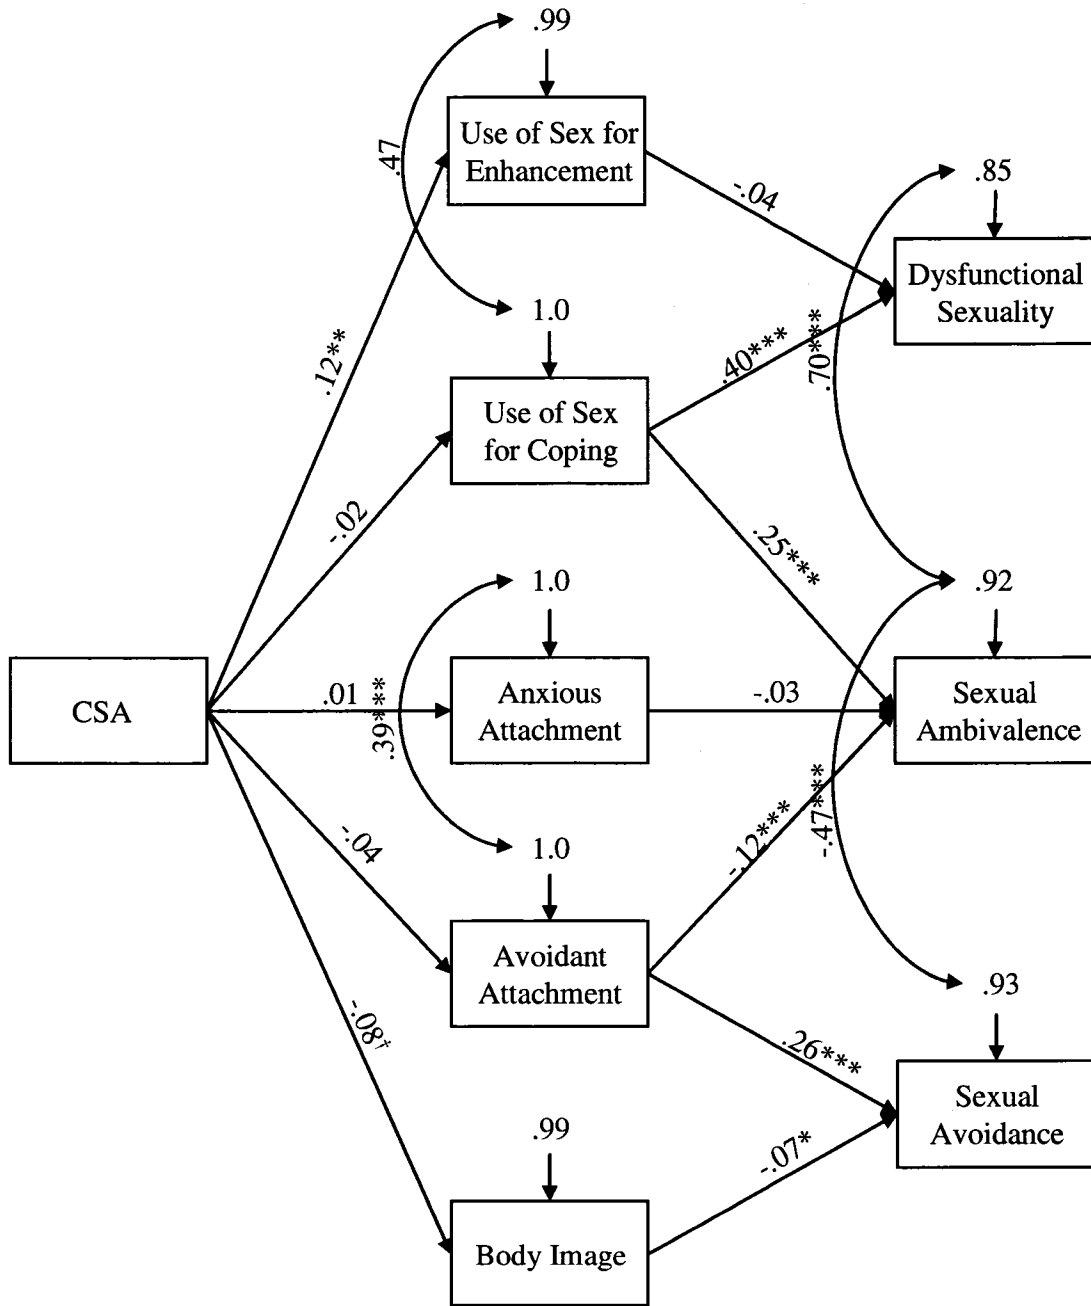 .99
Use of Sex for
Enhancement
.47
-.04
.85
Dysfunctional
Sexuality
1.0
.12**
.40***
.70***
Use of Sex
for Coping
-.02
.25***
1.0
.92
CSA
.01
.39***
Anxious
Attachment
-.03
Sexual
Ambivalence
-.04
1.0
-.12***
-.47***
Avoidant
Attachment
.93
-.08†
.26***
Sexual
Avoidance
.99
-.07*
Body Image